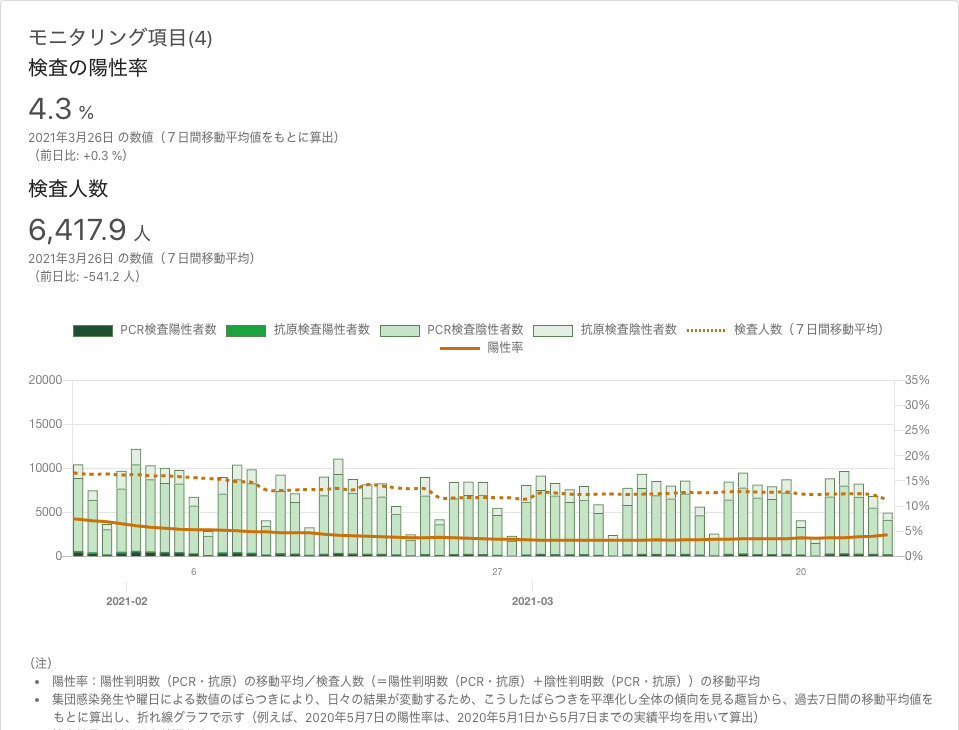 モニタリング項目(4)
検査の陽性率
4.3 %
2021年3月26日 の数値（７日間移動平均値をもとに算出）
（前日比: +0.3 %）
検査人数
6,417.9 人
2021年3月26日 の数値（７日間移動平均）
（前日比: -541.2 人）
PCR検査陽性者数 抗原検査陽性者数 PCR検査陰性者数 抗原検査陰性者数 検査人数（７日間移動平均）
陽性率
20000 35%
30%
15000 25%
20%
10000 15%
5000 10%
5%
0 0%
6 27 20
2021-02 2021-03
（注）
• 陽性率：陽性判明数（PCR・抗原）の移動平均／検査人数（＝陽性判明数（PCR・抗原）＋陰性判明数（PCR・抗原））の移動平均
• 集団感染発生や曜日による数値のばらつきにより、日々の結果が変動するため、こうしたばらつきを平準化し全体の傾向を見る趣旨から、過去7日間の移動平均値を
もとに算出し、折れ線グラフで示す（例えば、2020年5月7日の陽性率は、2020年5月1日から5月7日までの実績平均を用いて算出）